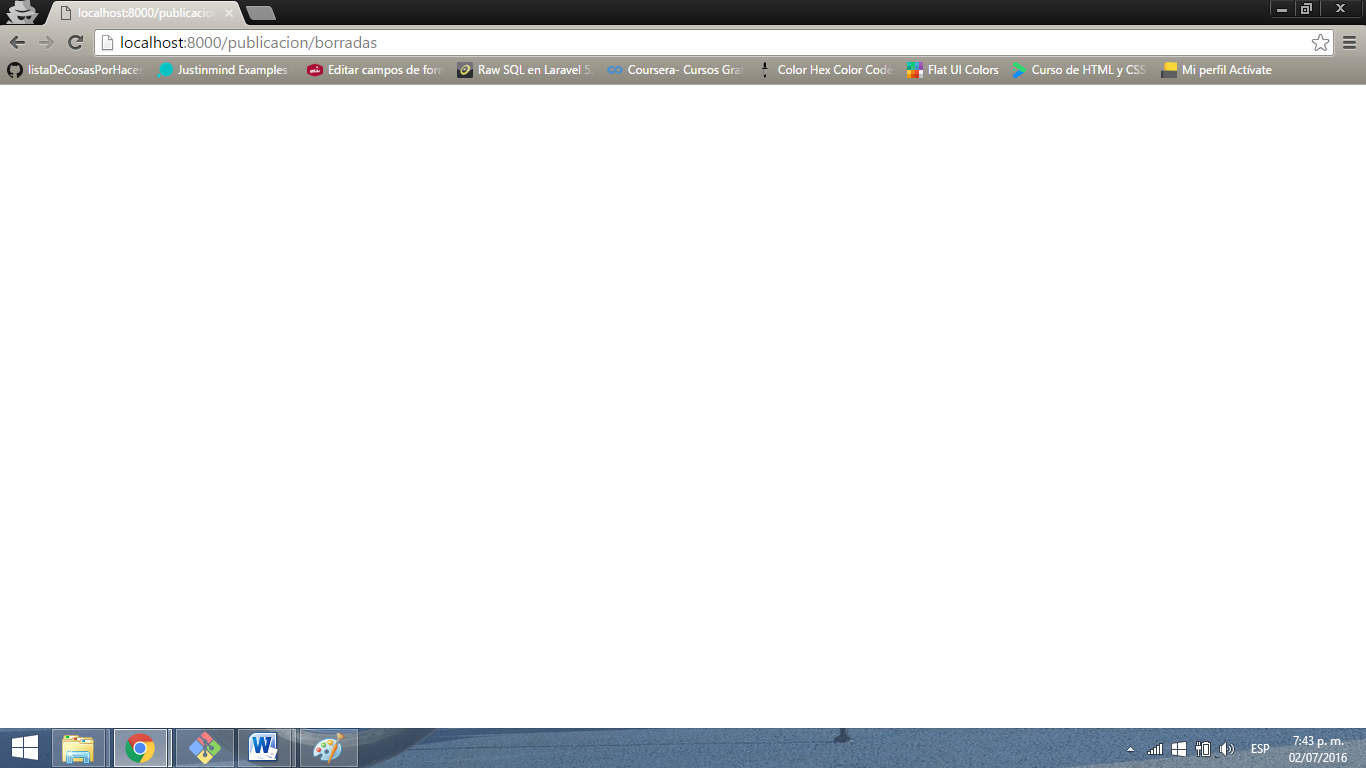 localhost:8000/publicacio
localhost:8000/publicacion/borradas
listaDeCosasPorHacer Justinmind Examples Editar campos de form Raw SQL en Laravel 5. Coursera- Cursos Grat Color Hex Color Code Flat UI Colors Curso de HTML y CSS Mi perfil Actívate
ESP
7:43 p. m.
02/07/2016